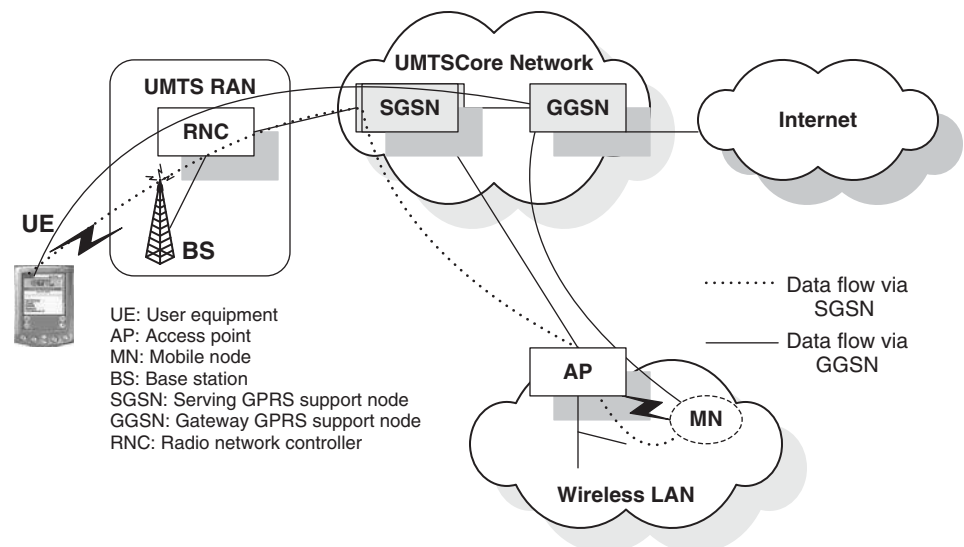 UMTSCore Network
UMTS RAN
SGSN
GGSN
RNC
Internet
UE
BS
UE: User equipment
AP: Access point
MN: Mobile node
BS: Base station
SGSN: Serving GPRS support node
GGSN: Gateway GPRS support node
RNC: Radio network controller
Data flow via
SGSN
Data flow via
GGSN
AP
MN
Wireless LAN